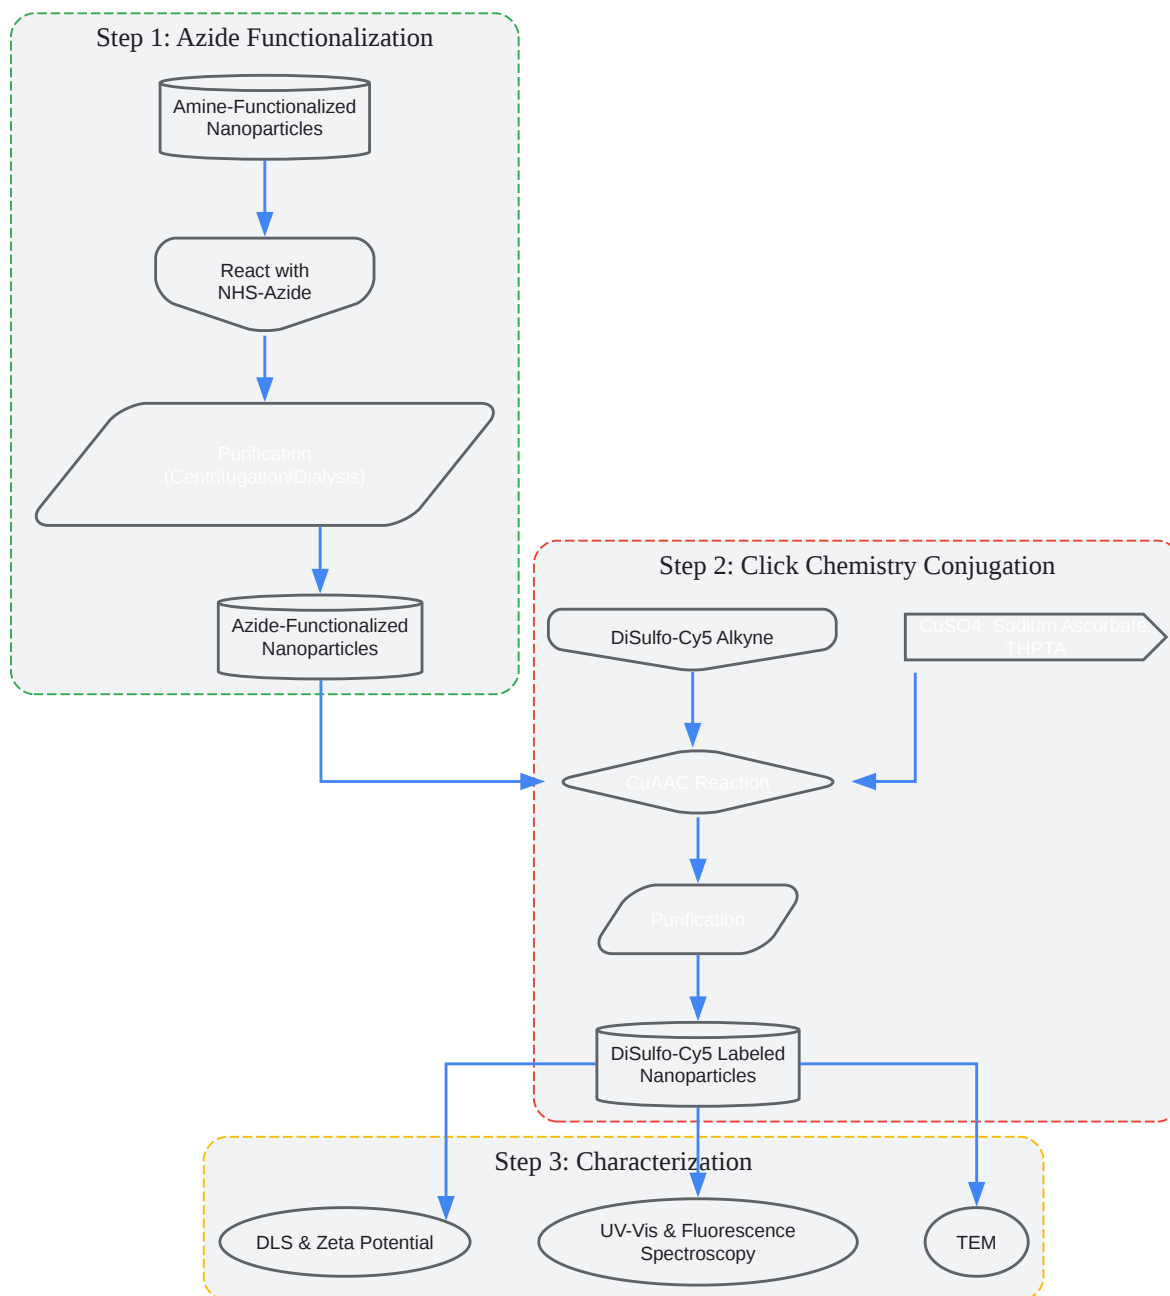 Step 1: Azide Functionalization
Amine-Functionalized
Nanoparticles
React with
NHS-Azide
Purification
(Centrifugation/Dialysis)
Azide-Functionalized
Nanoparticles
Step 2: Click Chemistry Conjugation
DiSulfo-Cy5 Alkyne
CuSO4, Sodium Ascorbate,
THPTA
CuAAC Reaction
Purification
DiSulfo-Cy5 Labeled
Nanoparticles
Step 3: Characterization
DLS & Zeta Potential
UV-Vis & Fluorescence
Spectroscopy
TEM